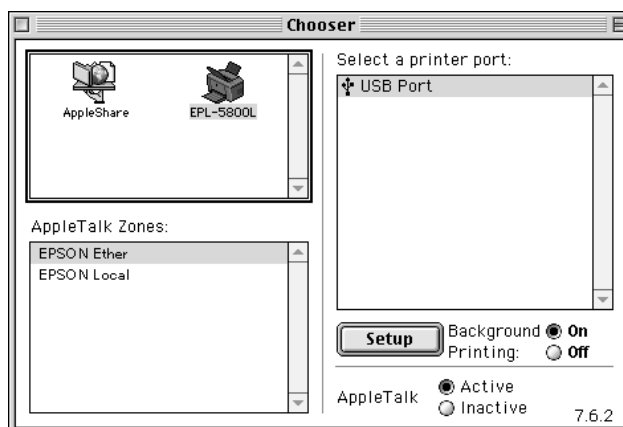 Chooser
AppleShare
EPL-5800L
AppleTalk Zones:
EPSON Ether
EPSON Local
Select a printer port:
USB Port
Setup
Background
Printing:
On
Off
AppleTalk
Active
Inactive
7.6.2